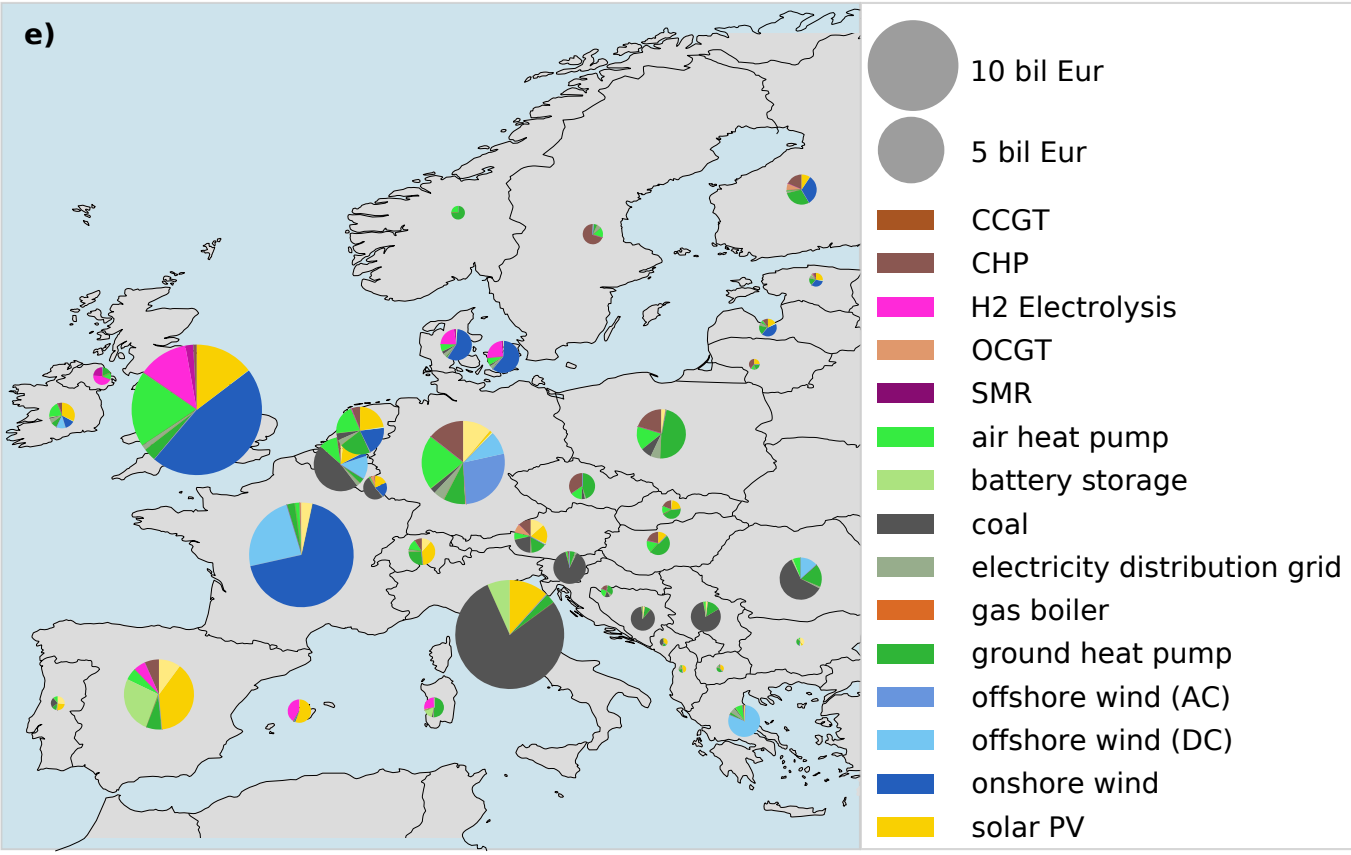 e)
10 bil Eur
5 bil Eur
CCGT
CHP
H2 Electrolysis
OCGT
SMR
air heat pump
battery storage
coal
electricity distribution grid
gas boiler
ground heat pump
offshore wind (AC)
offshore wind (DC)
onshore wind
solar PV